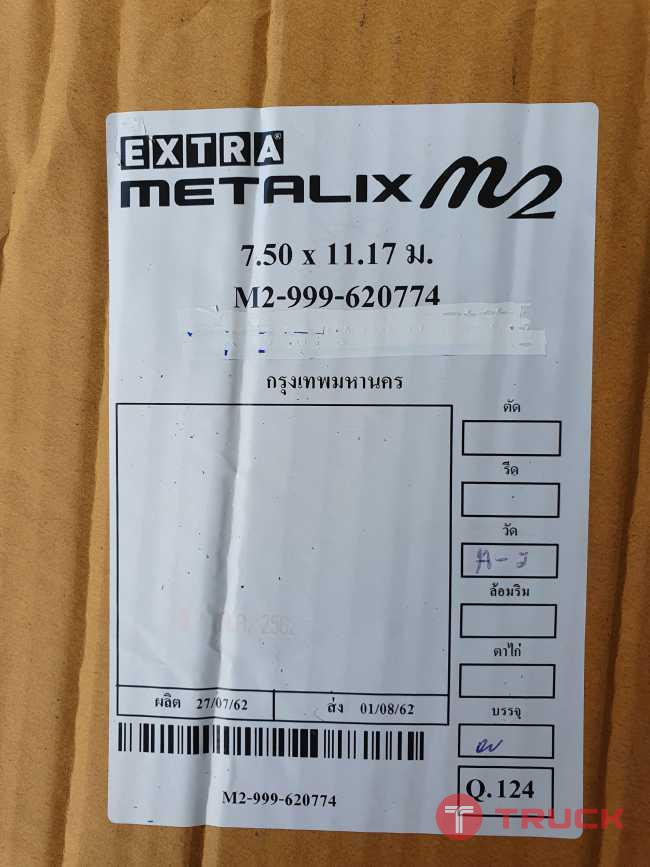 EXTRA®
METALIX m2
7.50 x 11.17 ม.
M2-999-620774
กรุงเทพมหานคร
ตัด
รีด
วัด
ล้อมริม
ตาไก่
บรรจุ
ผลิต 27/07/62
ส่ง 01/08/62
M2-999-620774
Q.124
TRUCK